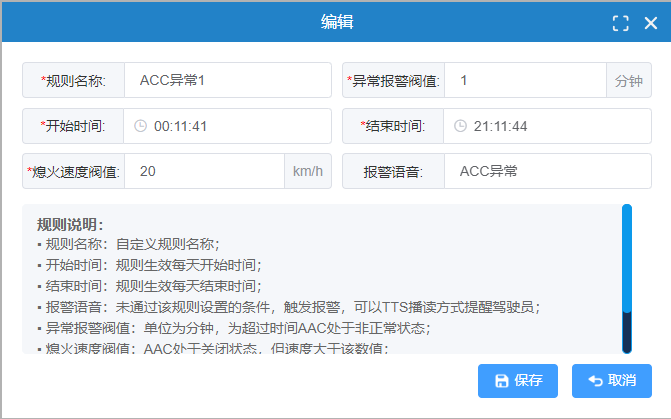 编辑
*规则名称: ACC异常1 *异常报警阀值: 1 分钟
*开始时间: 00:11:41 *结束时间: 21:11:44
*熄火速度阀值: 20 km/h 报警语音: ACC异常
规则说明：
▪ 规则名称：自定义规则名称；
▪ 开始时间：规则生效每天开始时间；
▪ 结束时间：规则生效每天结束时间；
▪ 报警语音：未通过该规则设置的条件，触发报警，可以TTS播读方式提醒驾驶员；
▪ 异常报警阀值：单位为分钟，为超过时间AAC处于非正常状态；
▪ 熄火速度阀值：AAC处于关闭状态，但速度大于该数值；
保存 取消